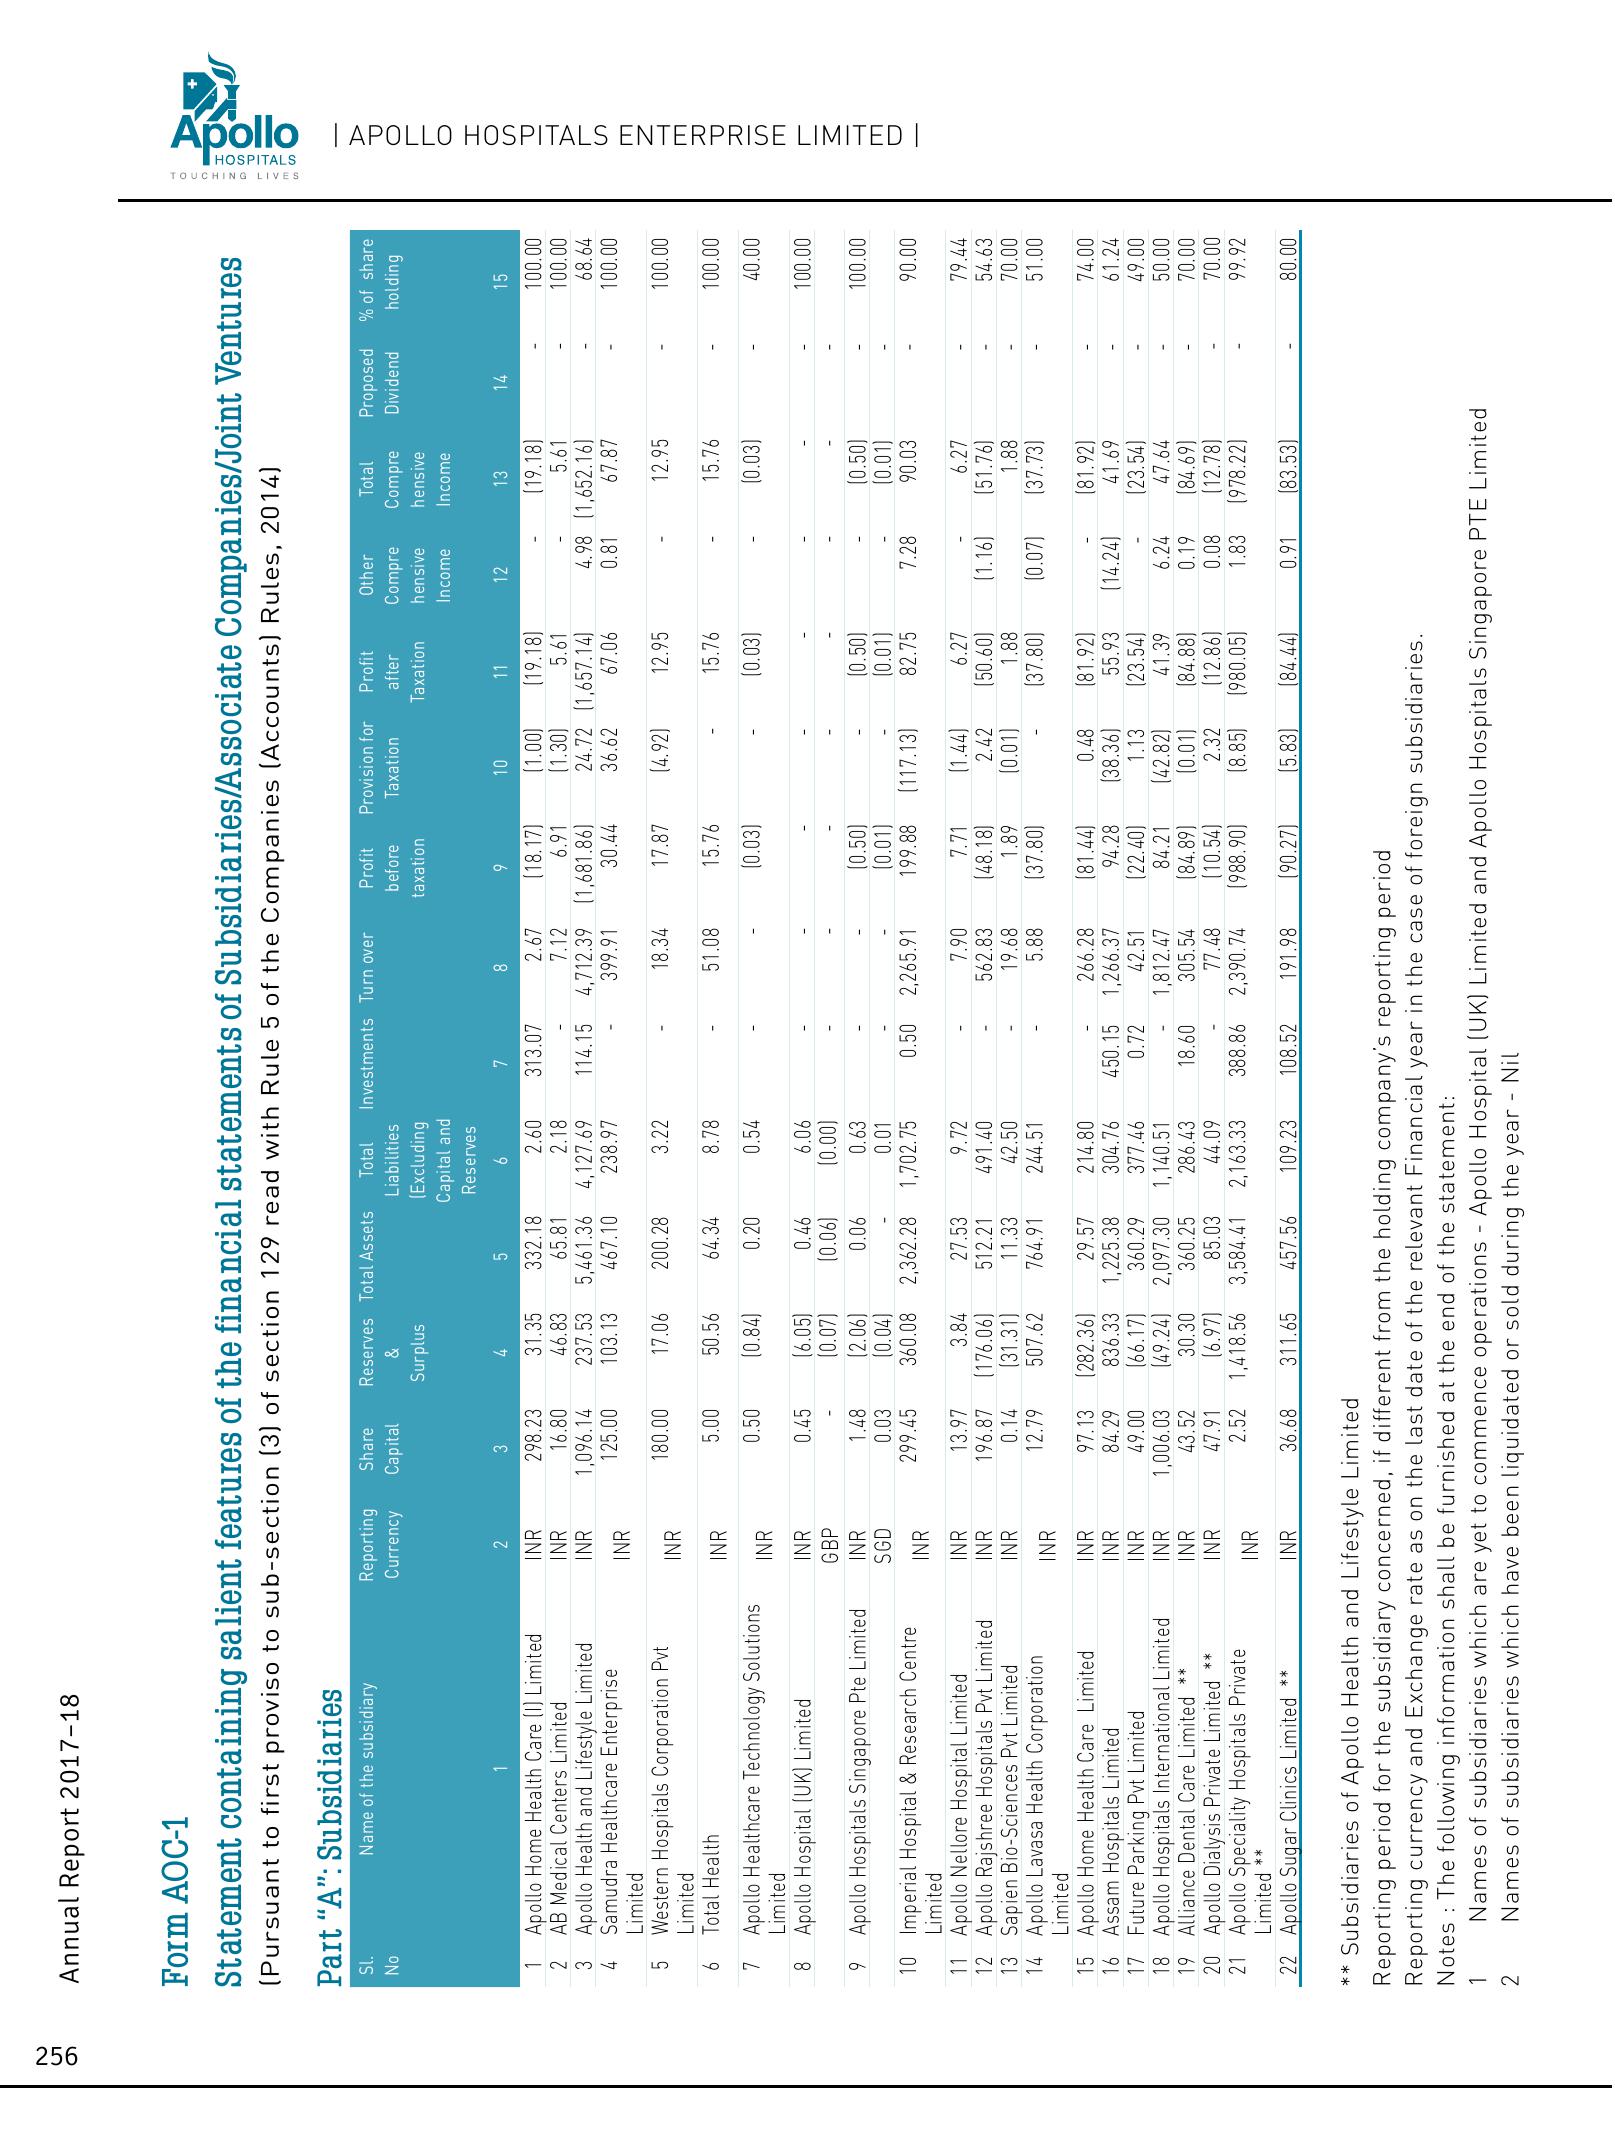 Apollo
HOSPITALS
TOUCHING LIVES
| APOLLO HOSPITALS ENTERPRISE LIMITED |
256
Annual Report 2017–18
Form AOC-1
Statement containing salient features of the financial statements of Subsidiaries/Associate Companies/Joint Ventures
(Pursuant to first proviso to sub-section (3) of section 129 read with Rule 5 of the Companies (Accounts) Rules, 2014)
Part “A”: Subsidiaries
Sl. Name of the subsidiary Reporting Share Reserves Total Assets Total Investments Turn over Profit Provision for Profit Other Total Proposed % of share
No Currency Capital & Liabilities before Taxation after Compre Compre Dividend holding
Surplus (Excluding taxation Taxation hensive hensive
Capital and Income Income
Reserves
1 2 3 4 5 6 7 8 9 10 11 12 13 14 15
1 Apollo Home Health Care (I) Limited INR 298.23 31.35 332.18 2.60 313.07 2.67 (18.17) (1.00) (19.18) - (19.18) - 100.00
2 AB Medical Centers Limited INR 16.80 46.83 65.81 2.18 - 7.12 6.91 (1.30) 5.61 - 5.61 - 100.00
3 Apollo Health and Lifestyle Limited INR 1,096.14 237.53 5,461.36 4,127.69 114.15 4,712.39 (1,681.86) 24.72 (1,657.14) 4.98 (1,652.16) - 68.64
4 Samudra Healthcare Enterprise INR 125.00 103.13 467.10 238.97 - 399.91 30.44 36.62 67.06 0.81 67.87 - 100.00
Limited
5 Western Hospitals Corporation Pvt INR 180.00 17.06 200.28 3.22 - 18.34 17.87 (4.92) 12.95 - 12.95 - 100.00
Limited
6 Total Health INR 5.00 50.56 64.34 8.78 - 51.08 15.76 - 15.76 - 15.76 - 100.00
7 Apollo Healthcare Technology Solutions INR 0.50 (0.84) 0.20 0.54 - - (0.03) - (0.03) - (0.03) - 40.00
Limited
8 Apollo Hospital (UK) Limited INR 0.45 (6.05) 0.46 6.06 - - - - - - - - 100.00
GBP - (0.07) (0.06) (0.00) - - - - - - - -
9 Apollo Hospitals Singapore Pte Limited INR 1.48 (2.06) 0.06 0.63 - - (0.50) - (0.50) - (0.50) - 100.00
SGD 0.03 (0.04) - 0.01 - - (0.01) - (0.01) - (0.01) -
10 Imperial Hospital & Research Centre INR 299.45 360.08 2,362.28 1,702.75 0.50 2,265.91 199.88 (117.13) 82.75 7.28 90.03 - 90.00
Limited
11 Apollo Nellore Hospital Limited INR 13.97 3.84 27.53 9.72 - 7.90 7.71 (1.44) 6.27 - 6.27 - 79.44
12 Apollo Rajshree Hospitals Pvt Limited INR 196.87 (176.06) 512.21 491.40 - 562.83 (48.18) 2.42 (50.60) (1.16) (51.76) - 54.63
13 Sapien Bio-Sciences Pvt Limited INR 0.14 (31.31) 11.33 42.50 - 19.68 1.89 (0.01) 1.88 1.88 - 70.00
14 Apollo Lavasa Health Corporation INR 12.79 507.62 764.91 244.51 - 5.88 (37.80) - (37.80) (0.07) (37.73) - 51.00
Limited
15 Apollo Home Health Care Limited INR 97.13 (282.36) 29.57 214.80 - 266.28 (81.44) 0.48 (81.92) - (81.92) - 74.00
16 Assam Hospitals Limited INR 84.29 836.33 1,225.38 304.76 450.15 1,266.37 94.28 (38.36) 55.93 (14.24) 41.69 - 61.24
17 Future Parking Pvt Limited INR 49.00 (66.17) 360.29 377.46 0.72 42.51 (22.40) 1.13 (23.54) - (23.54) - 49.00
18 Apollo Hospitals International Limited INR 1,006.03 (49.24) 2,097.30 1,140.51 - 1,812.47 84.21 (42.82) 41.39 6.24 47.64 - 50.00
19 Alliance Dental Care Limited ** INR 43.52 30.30 360.25 286.43 18.60 305.54 (84.89) (0.01) (84.88) 0.19 (84.69) - 70.00
20 Apollo Dialysis Private Limited ** INR 47.91 (6.97) 85.03 44.09 - 77.48 (10.54) 2.32 (12.86) 0.08 (12.78) - 70.00
21 Apollo Speciality Hospitals Private INR 2.52 1,418.56 3,584.41 2,163.33 388.86 2,390.74 (988.90) (8.85) (980.05) 1.83 (978.22) - 99.92
Limited **
22 Apollo Sugar Clinics Limited ** INR 36.68 311.65 457.56 109.23 108.52 191.98 (90.27) (5.83) (84.44) 0.91 (83.53) - 80.00
** Subsidiaries of Apollo Health and Lifestyle Limited
Reporting period for the subsidiary concerned, if different from the holding company’s reporting period
Reporting currency and Exchange rate as on the last date of the relevant Financial year in the case of foreign subsidiaries.
Notes : The following information shall be furnished at the end of the statement:
1 Names of subsidiaries which are yet to commence operations - Apollo Hospital (UK) Limited and Apollo Hospitals Singapore PTE Limited
2 Names of subsidiaries which have been liquidated or sold during the year - Nil